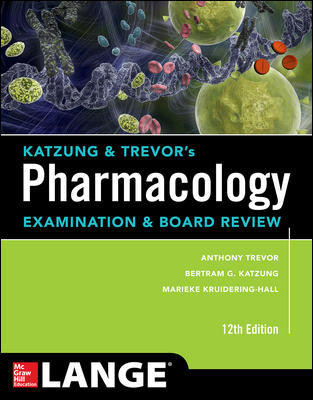 KATZUNG & TREVOR's
Pharmacology
EXAMINATION & BOARD REVIEW
ANTHONY TREVOR
BERTRAM G. KATZUNG
MARIEKE KRUIDERING-HALL
12th Edition
Mc
Graw
Hill
Education
LANGE®